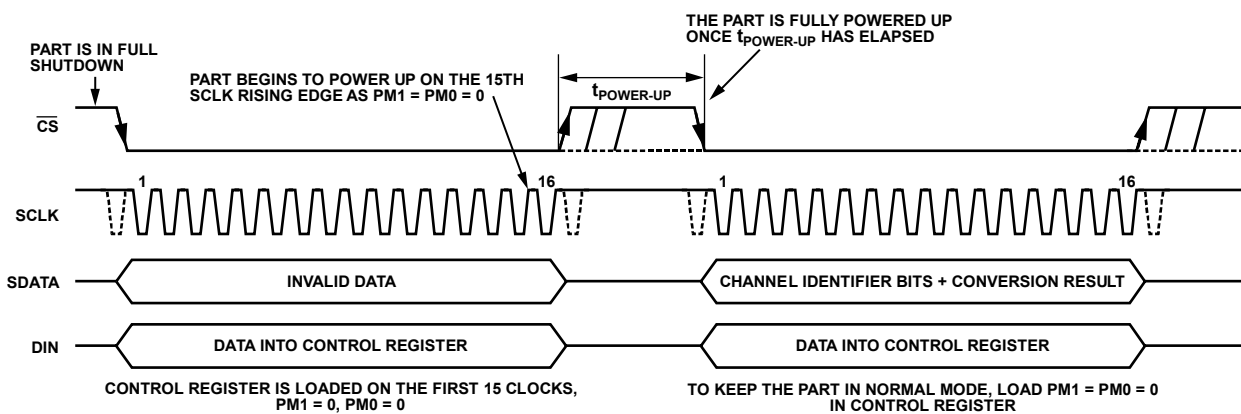 THE PART IS FULLY POWERED UP
ONCE tPOWER-UP HAS ELAPSED
PART IS IN FULL
SHUTDOWN
PART BEGINS TO POWER UP ON THE 15TH
SCLK RISING EDGE AS PM1 = PM0 = 0
tPOWER-UP
CS
1
16
1
16
SCLK
SDATA
INVALID DATA
CHANNEL IDENTIFIER BITS + CONVERSION RESULT
DIN
DATA INTO CONTROL REGISTER
DATA INTO CONTROL REGISTER
CONTROL REGISTER IS LOADED ON THE FIRST 15 CLOCKS,
PM1 = 0, PM0 = 0
TO KEEP THE PART IN NORMAL MODE, LOAD PM1 = PM0 = 0
IN CONTROL REGISTER